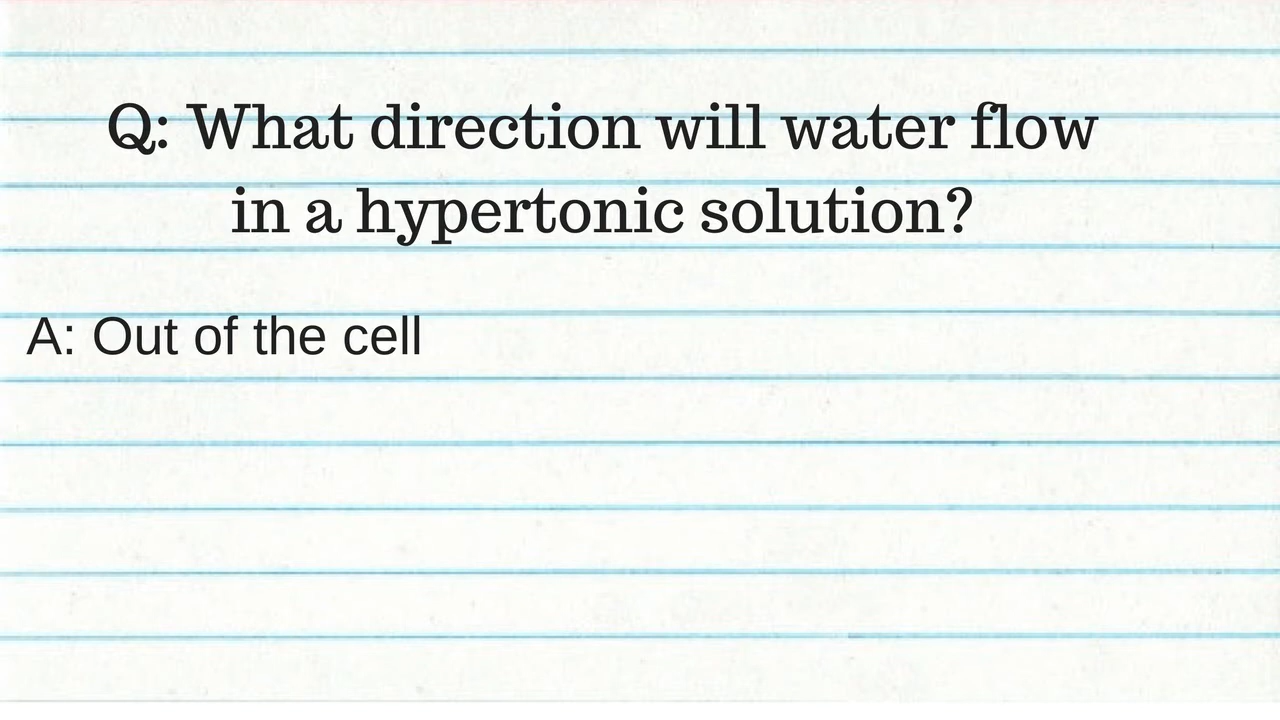 Q: What direction will water flow
in a hypertonic solution?
A: Out of the cell